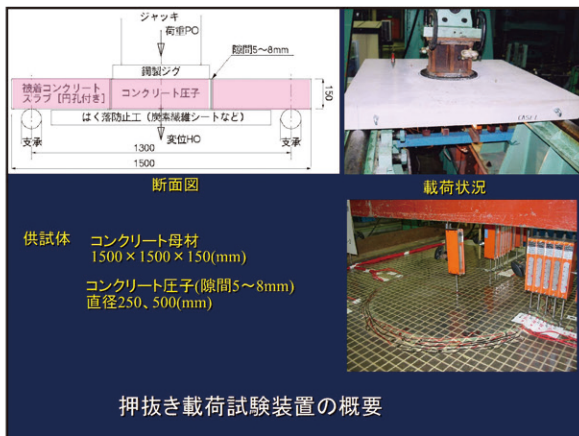 ジャッキ
荷重PO
隙間5~8mm
鋼製ジグ
被着コンクリート
スラブ [円孔付き]
コンクリート圧子
150
はく落防止工（炭素繊維シートなど）
支承
変位HO
支承
1300
1500
断面図
載荷状況
供試体
コンクリート母材
1500×1500×150(mm)
コンクリート圧子(隙間5～8mm)
直径250、500(mm)
押抜き載荷試験装置の概要